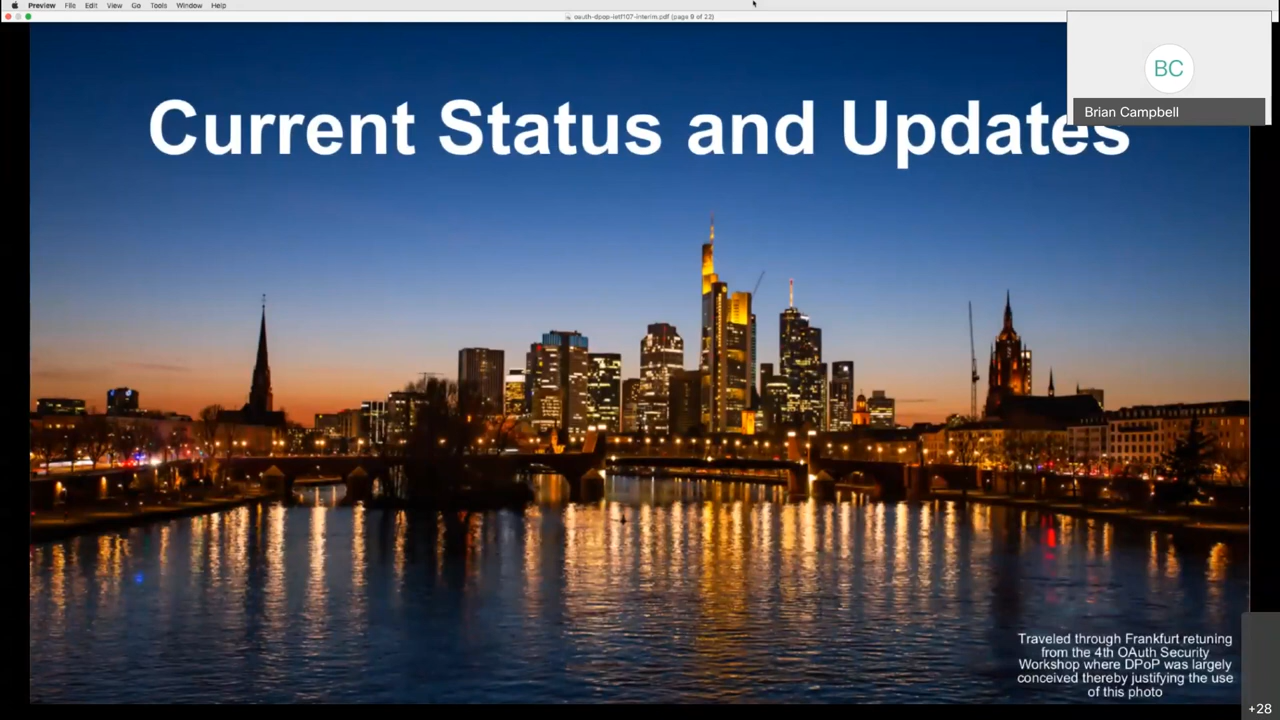 Preview File Edit View Go Tools Window Help
oauth-dpop-ietf107-interim.pdf (page 8 of 22)
BC
Brian Campbell
Current Status and Updates
Traveled through Frankfurt retuning
from the 4th OAuth Security
Workshop where DPoP was largely
conceived thereby justifying the use
of this photo
+28